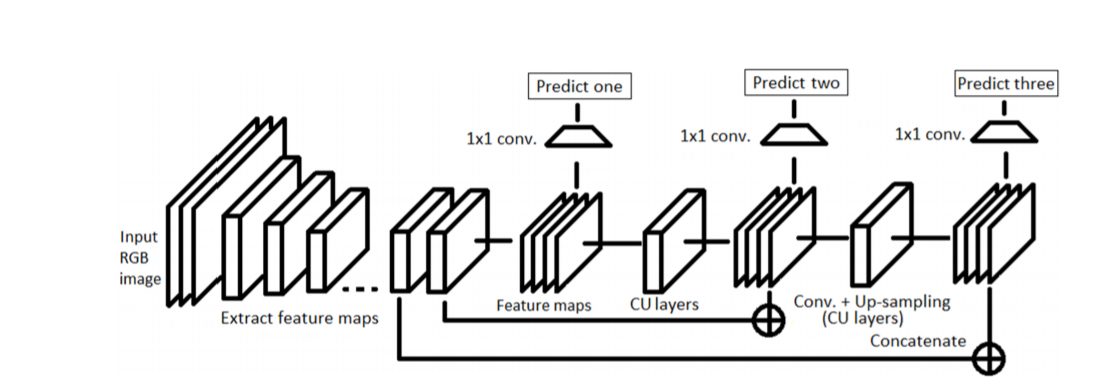 Predict one
Predict two
Predict three
1x1 conv.
1x1 conv.
1x1 conv.
Input
RGB
image
Extract feature maps
Feature maps
CU layers
Conv. + Up-sampling
(CU layers)
Concatenate